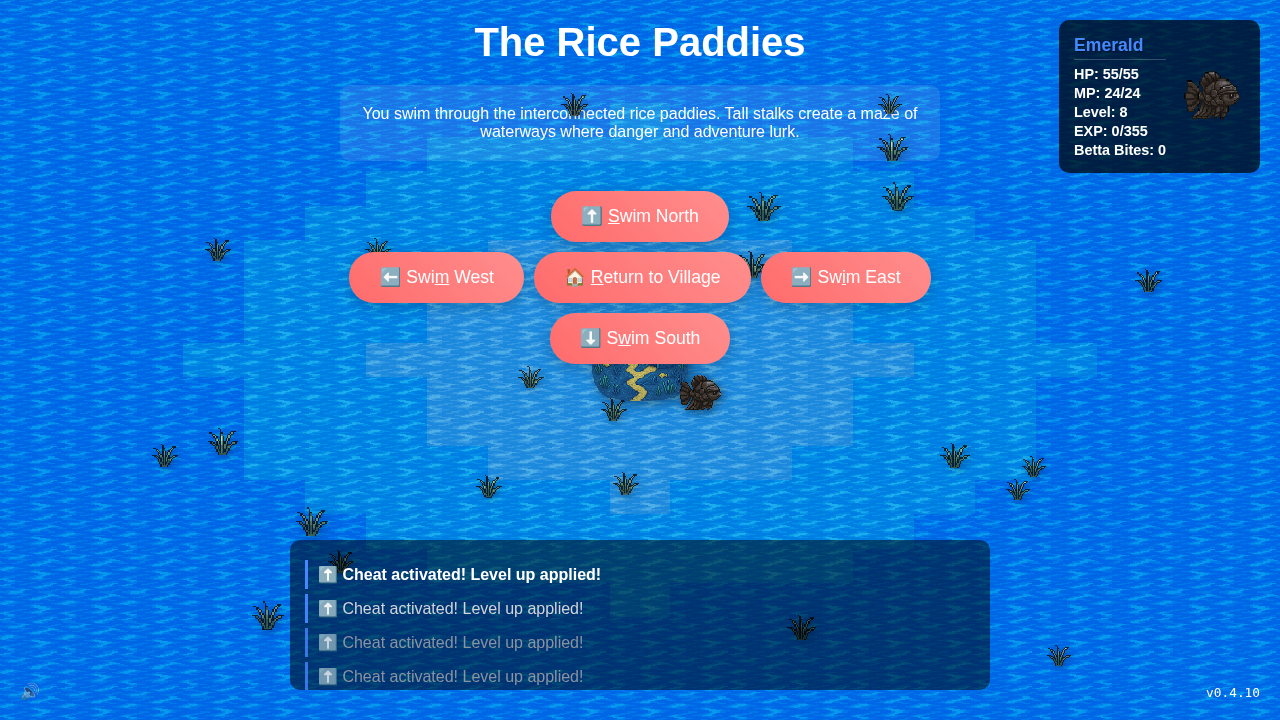 The Rice Paddies
You swim through the interconnected rice paddies. Tall stalks create a maze of
waterways where danger and adventure lurk.
Emerald
HP: 55/55
MP: 24/24
Level: 8
EXP: 0/355
Betta Bites: 0
Swim North
Swim West
Return to Village
Swim East
Swim South
Cheat activated! Level up applied!
Cheat activated! Level up applied!
Cheat activated! Level up applied!
Cheat activated! Level up applied!
v0.4.10